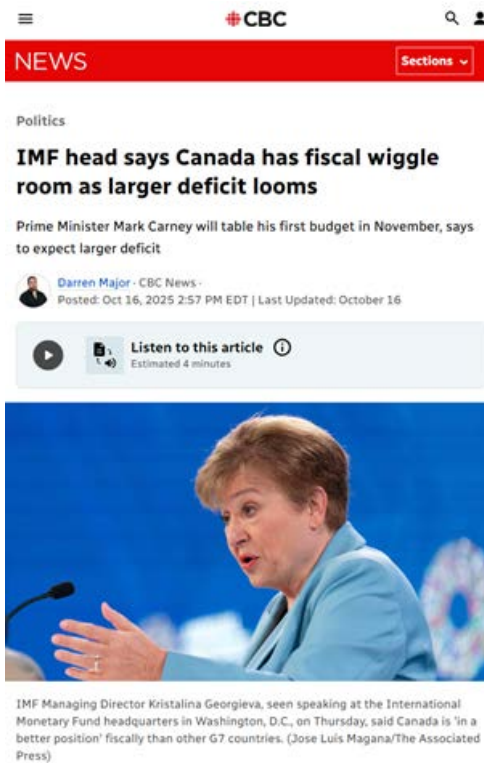 CBC
NEWS
Sections
Politics
IMF head says Canada has fiscal wiggle
room as larger deficit looms
Prime Minister Mark Carney will table his first budget in November, says
to expect larger deficit
Darren Major · CBC News ·
Posted: Oct 16, 2025 2:57 PM EDT | Last Updated: October 16
Listen to this article
Estimated 4 minutes
IMF Managing Director Kristalina Georgieva, seen speaking at the International
Monetary Fund headquarters in Washington, D.C., on Thursday, said Canada is 'in a
better position' fiscally than other G7 countries. (Jose Luis Magana/The Associated
Press)